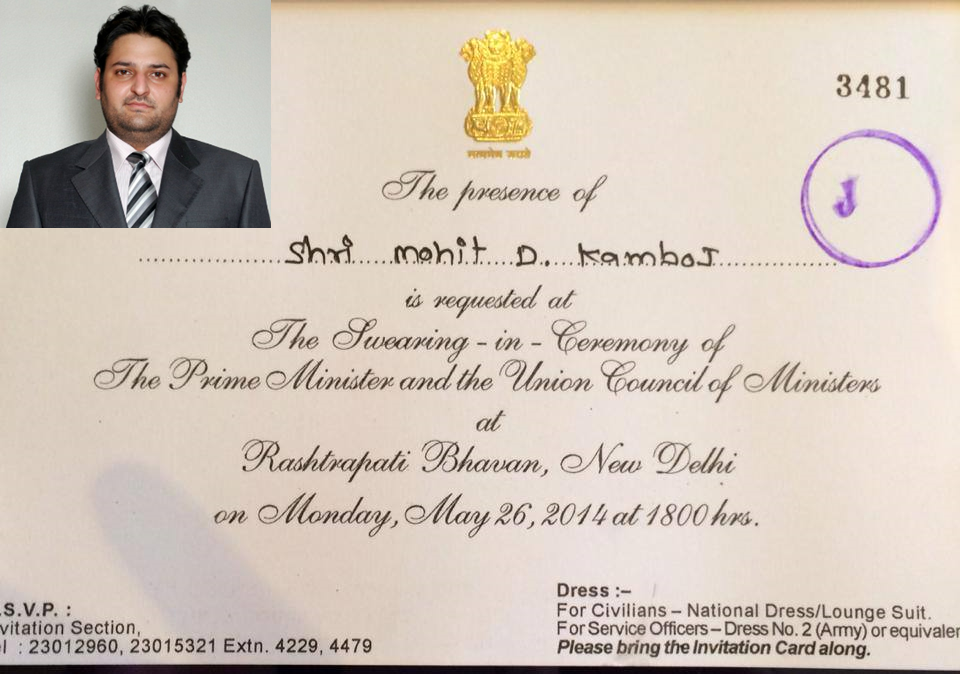 3481
सत्यमेव जयते
J
The presence of
Shri Mohit D. Kamboj
is requested at
The Swearing - in - Ceremony of
The Prime Minister and the Union Council of Ministers
at
Rashtrapati Bhavan, New Delhi
on Monday, May 26, 2014 at 1800 hrs.
.S.V.P. :
vitation Section,
el : 23012960, 23015321 Extn. 4229, 4479
Dress :–
For Civilians – National Dress/Lounge Suit.
For Service Officers – Dress No. 2 (Army) or equivalen
Please bring the Invitation Card along.